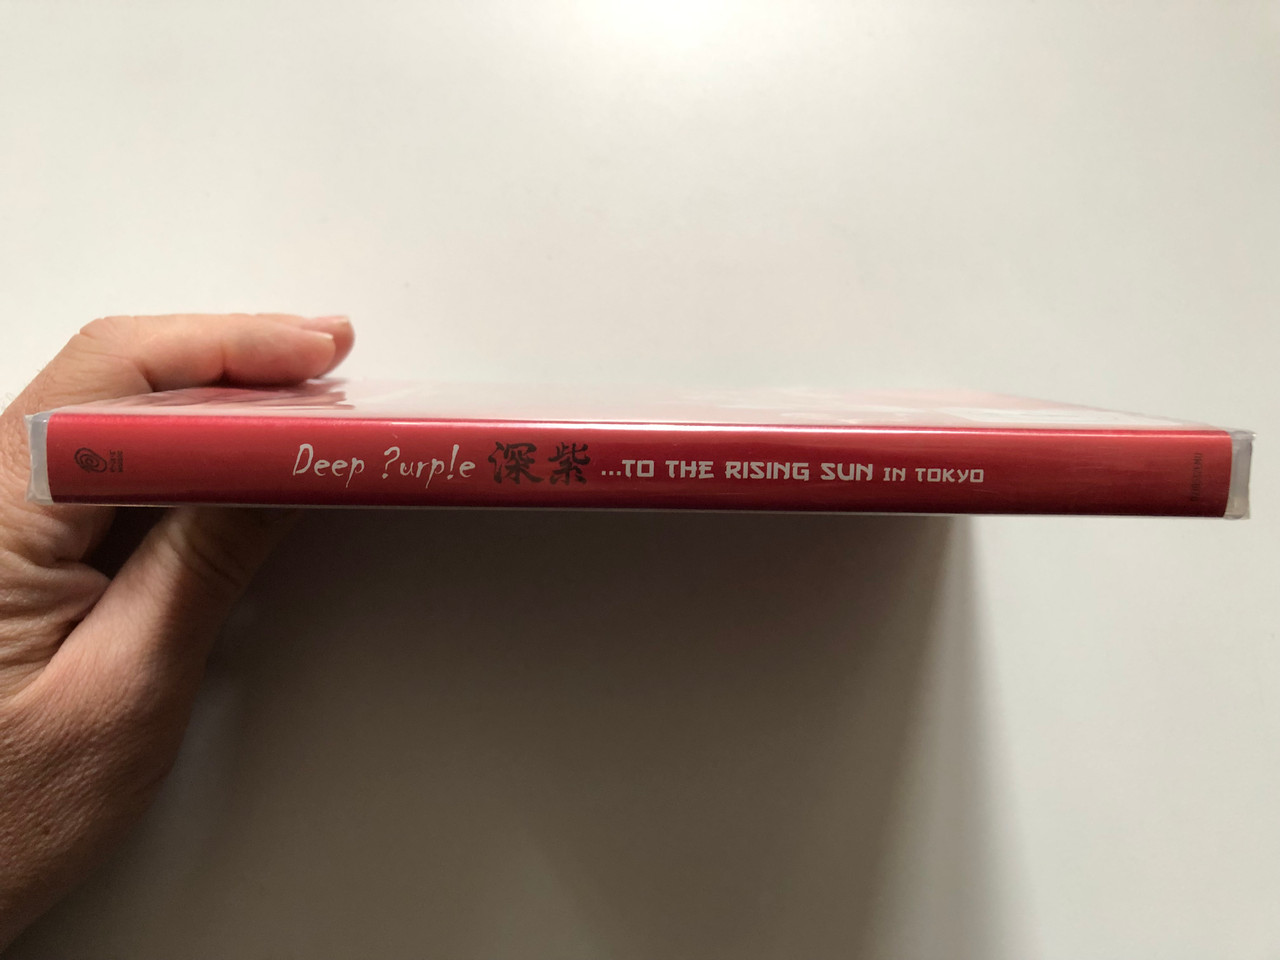 Deep ?urp!e 深紫 ...TO THE RISING SUN IN TOKYO